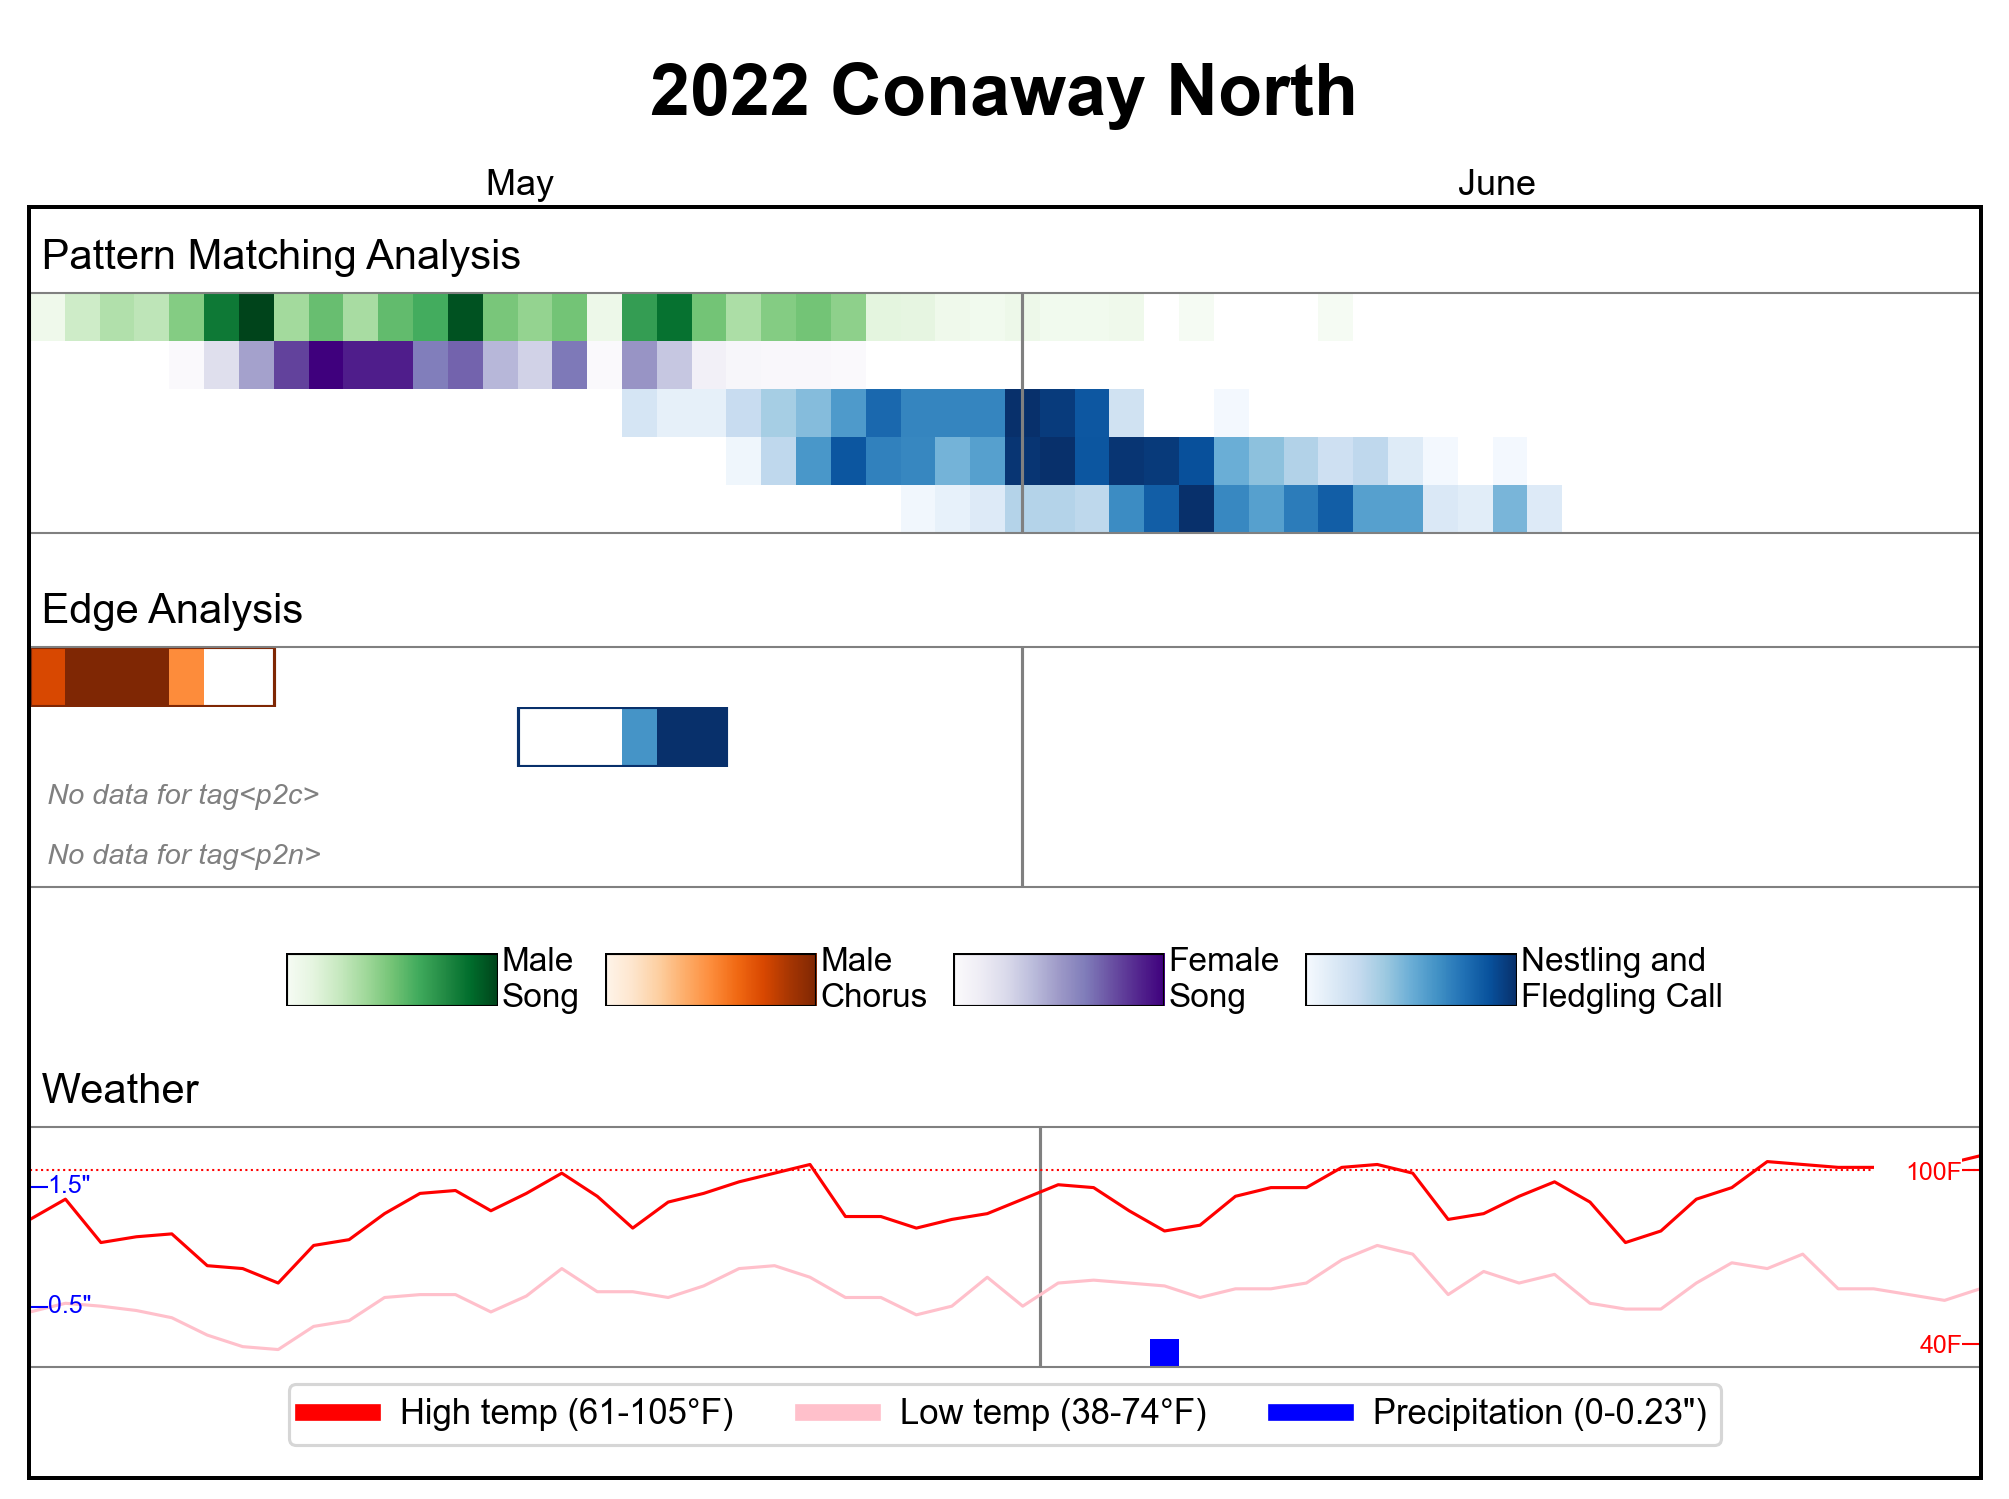 2022 Conaway North
May
June
Pattern Matching Analysis
Edge Analysis
No data for tag<p2c>
No data for tag<p2n>
Male
Song
Male
Chorus
Female
Song
Nestling and
Fledgling Call
Weather
1.5"
100F
0.5"
40F
High temp (61-105°F)
Low temp (38-74°F)
Precipitation (0-0.23")